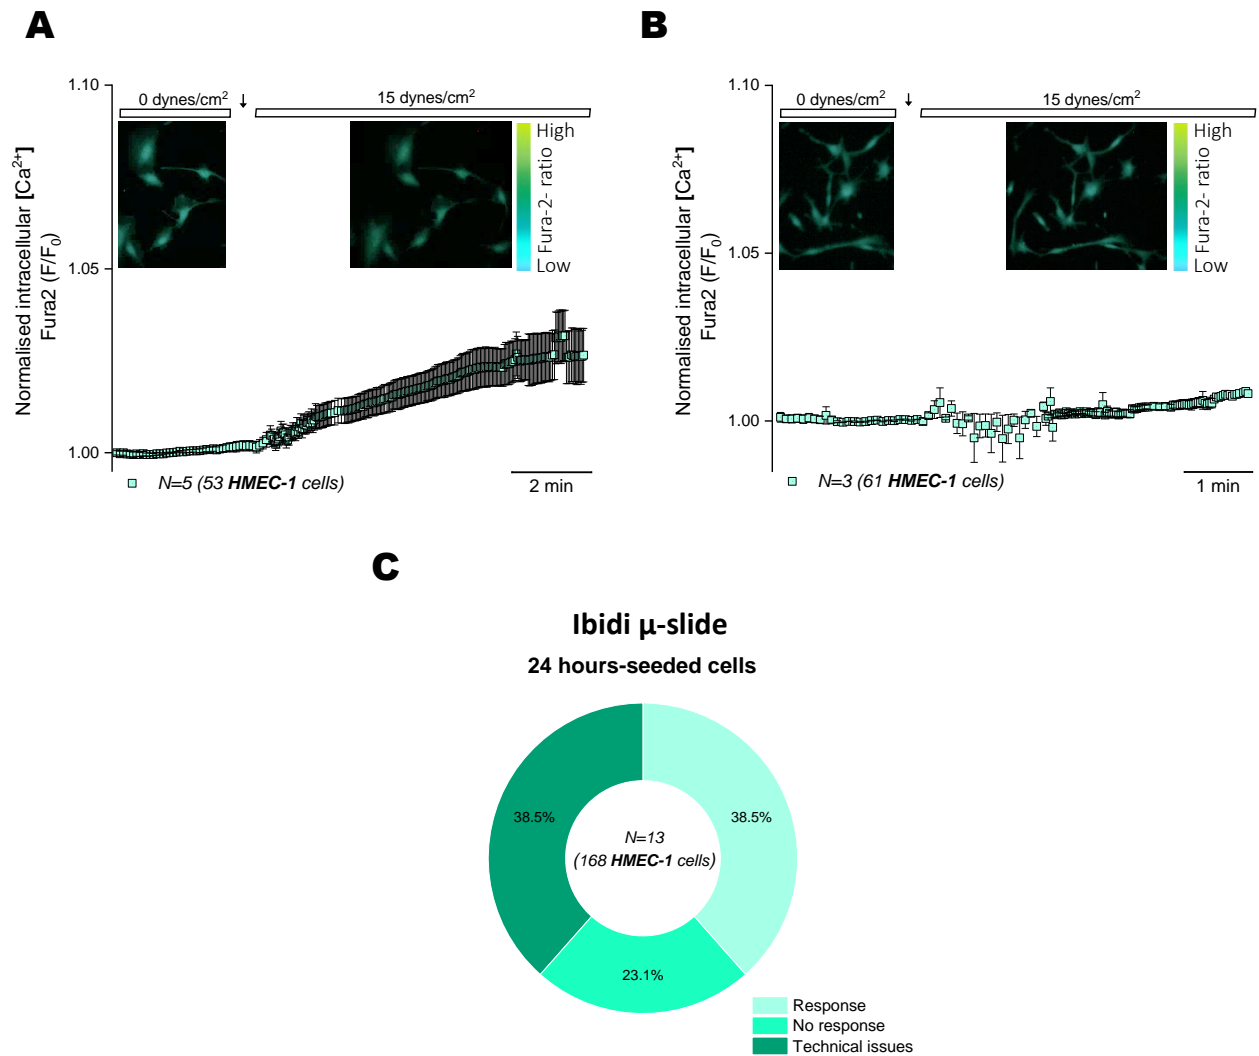 A
1.10
1.05
1.00
Normalised intracellular [Ca²⁺]
Fura2 (F/F₀)
0 dynes/cm²
↓
15 dynes/cm²
High
Fura-2- ratio
Low
N=5 (53 HMEC-1 cells)
2 min
B
1.10
1.05
1.00
Normalised intracellular [Ca²⁺]
Fura2 (F/F₀)
0 dynes/cm²
↓
15 dynes/cm²
High
Fura-2- ratio
Low
N=3 (61 HMEC-1 cells)
1 min
C
Ibidi µ-slide
24 hours-seeded cells
38.5%
38.5%
N=13
(168 HMEC-1 cells)
23.1%
Response
No response
Technical issues